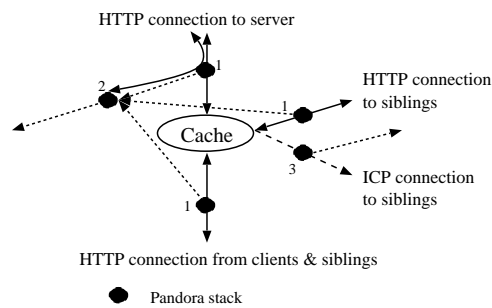 HTTP connection to server
1
2
HTTP connection
to siblings
1
Cache
3
ICP connection
to siblings
1
HTTP connection from clients & siblings
Pandora stack